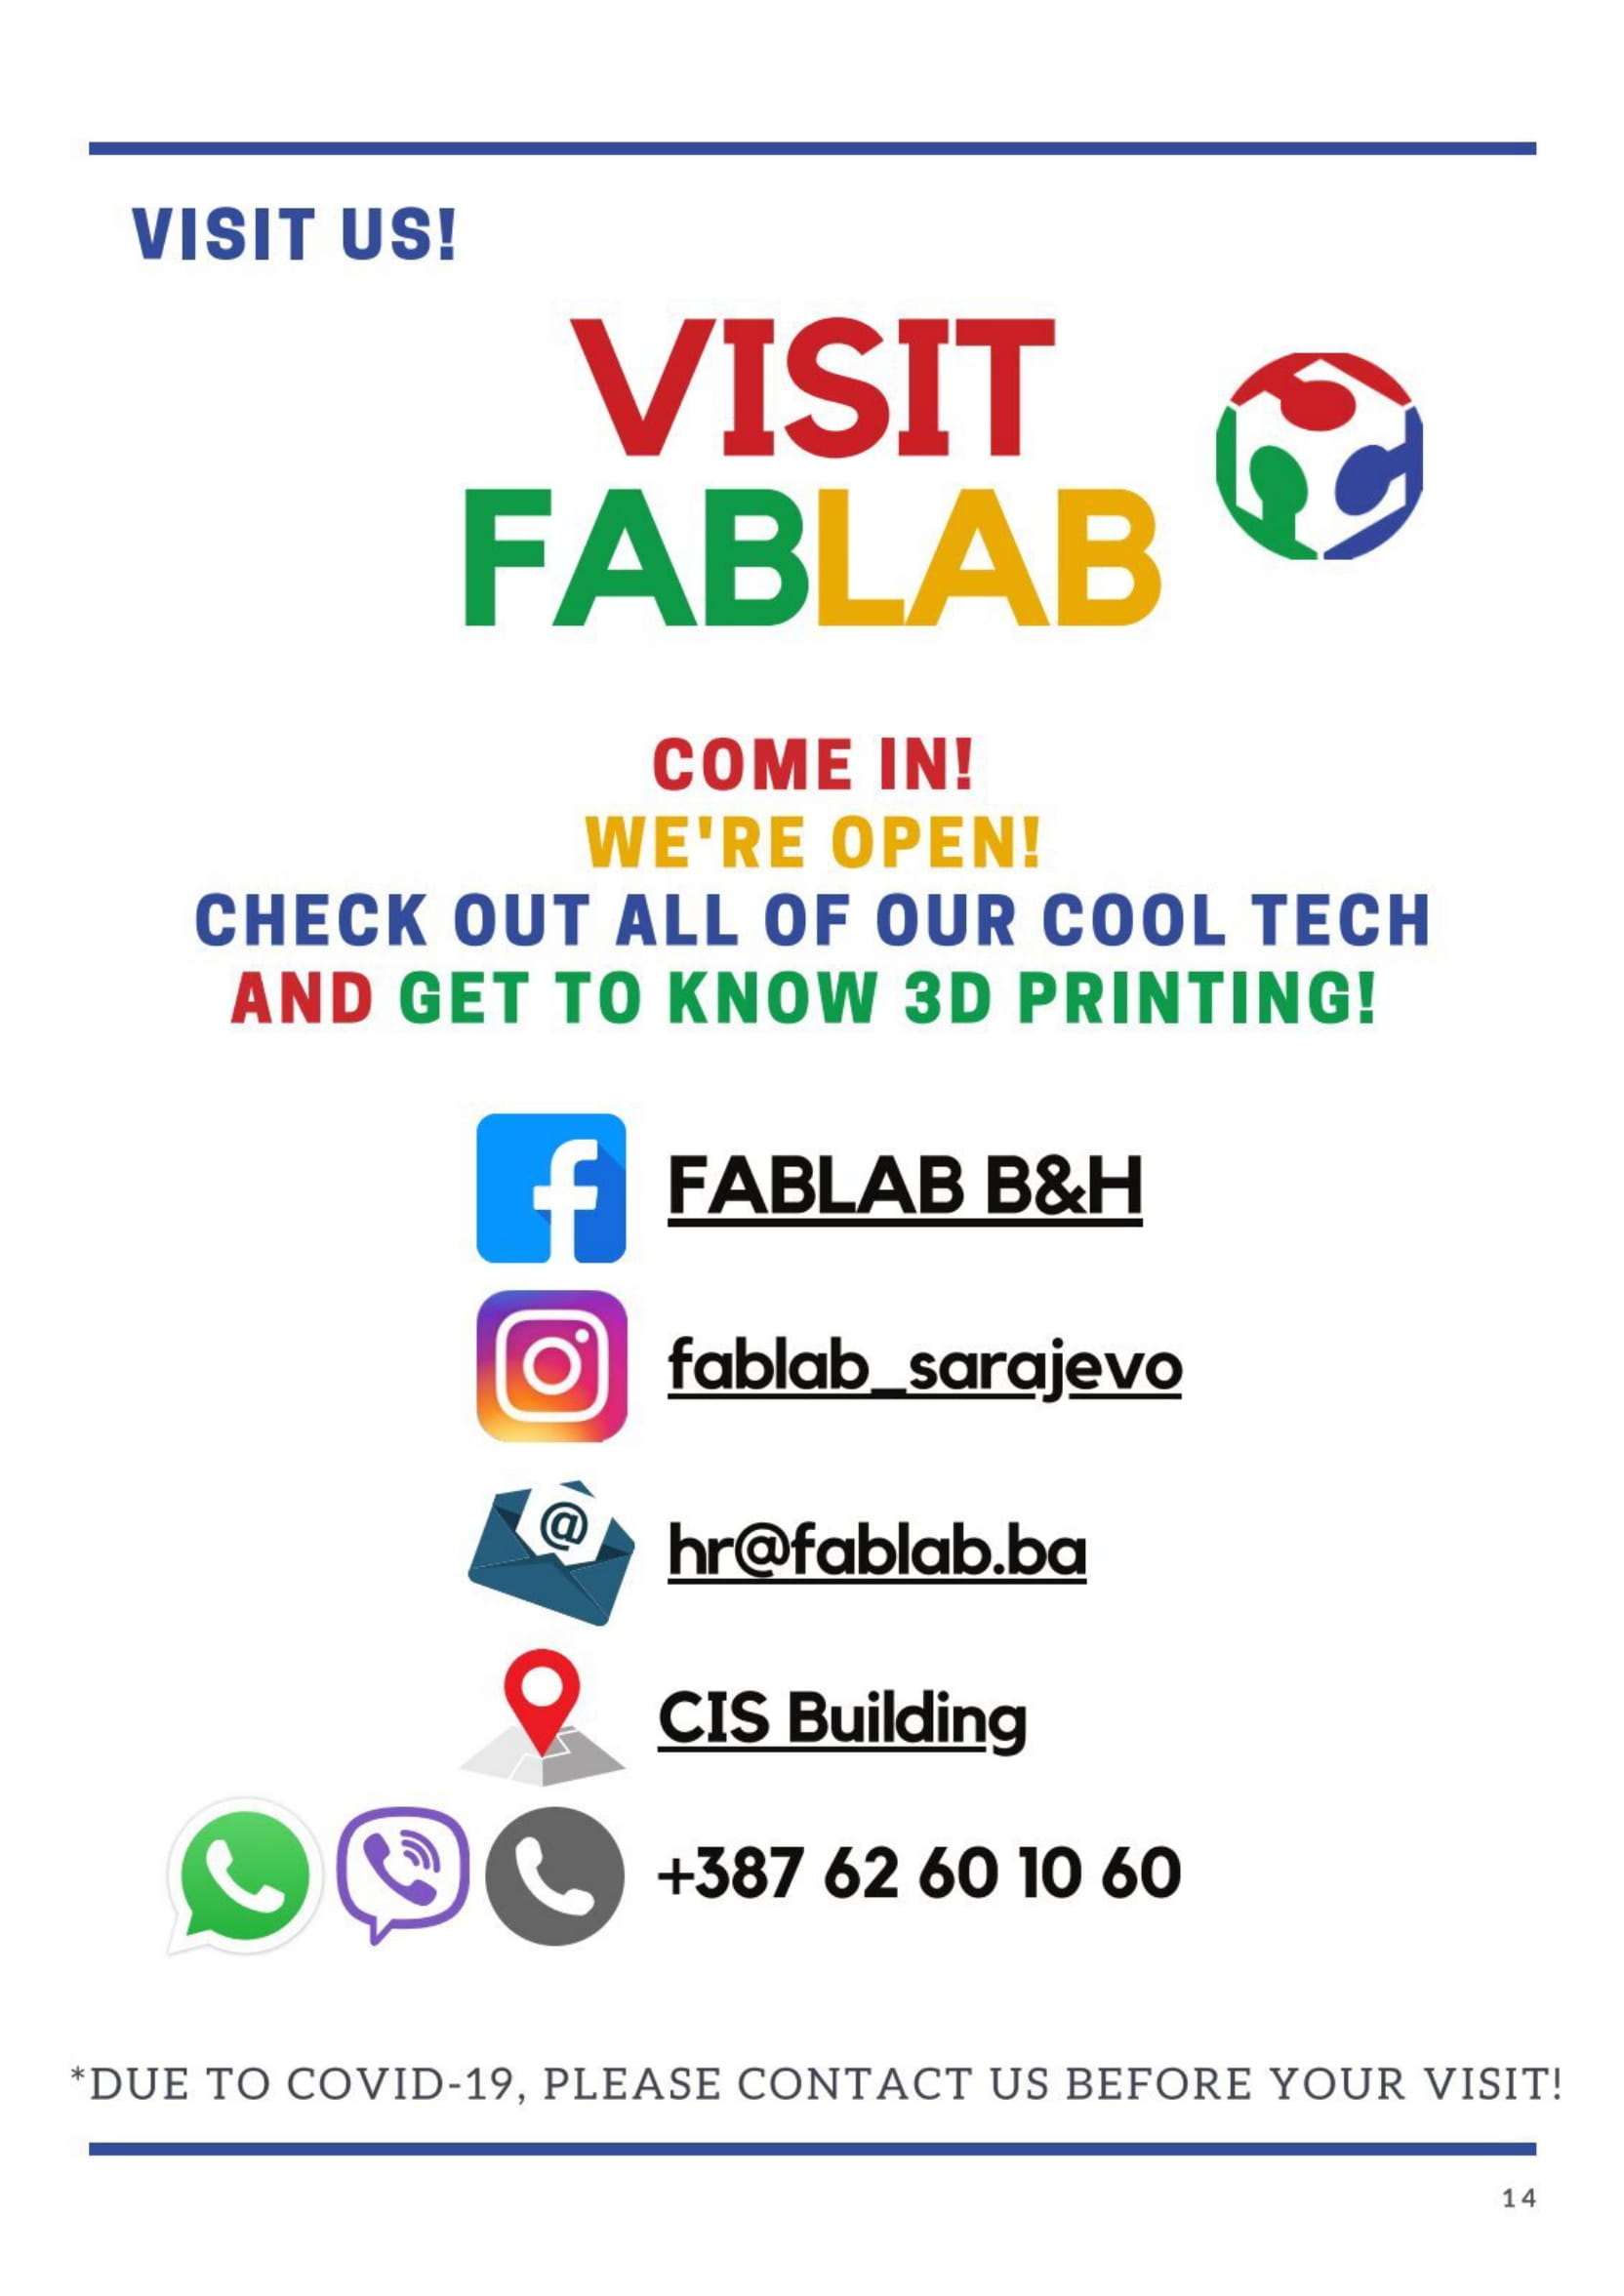 VISIT US!
VISIT
FABLAB
COME IN!
WE'RE OPEN!
CHECK OUT ALL OF OUR COOL TECH
AND GET TO KNOW 3D PRINTING!
FABLAB B&H
fablab_sarajevo
@
hr@fablab.ba
CIS Building
+387 62 60 10 60
*DUE TO COVID-19, PLEASE CONTACT US BEFORE YOUR VISIT!
14